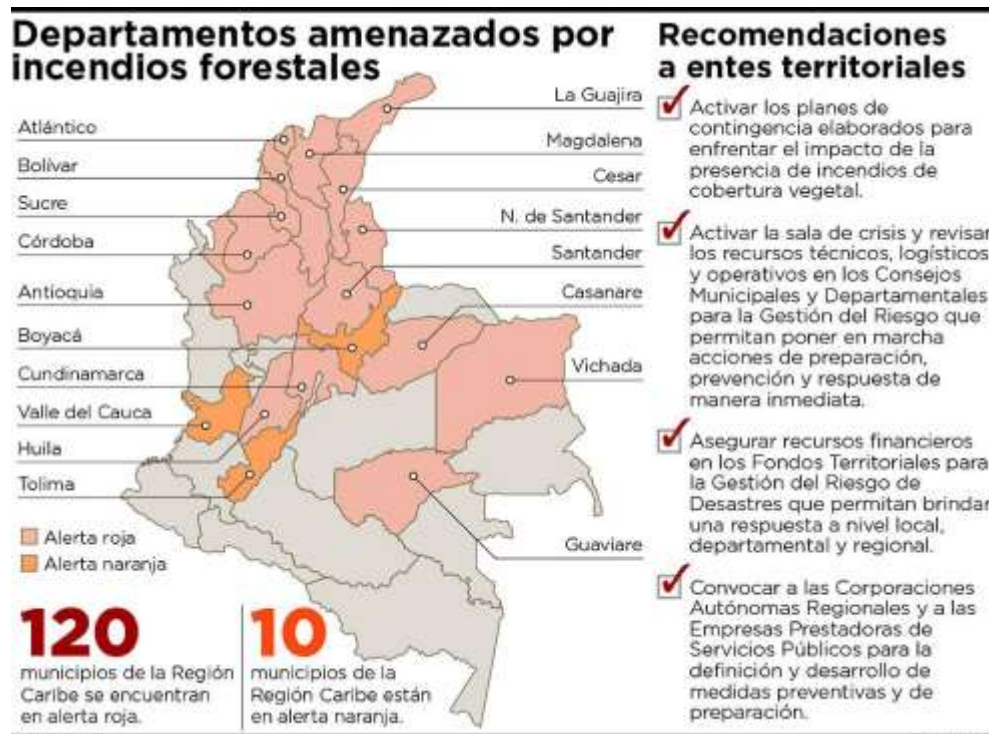 Departamentos amenazados por
incendios forestales
Atlántico
Bolívar
Sucre
Córdoba
Antioquia
Boyacá
Cundinamarca
Valle del Cauca
Huila
Tolima
La Guajira
Magdalena
Cesar
N. de Santander
Santander
Casanare
Vichada
Guaviare
Alerta roja
Alerta naranja
120
municipios de la Región
Caribe se encuentran
en alerta roja.
10
municipios de la
Región Caribe están
en alerta naranja.
Recomendaciones
a entes territoriales
Activar los planes de
contingencia elaborados para
enfrentar el impacto de la
presencia de incendios de
cobertura vegetal.
Activar la sala de crisis y revisar
los recursos técnicos, logísticos
y operativos en los Consejos
Municipales y Departamentales
para la Gestión del Riesgo que
permitan poner en marcha
acciones de preparación,
prevención y respuesta de
manera inmediata.
Asegurar recursos financieros
en los Fondos Territoriales para
la Gestión del Riesgo de
Desastres que permitan brindar
una respuesta a nivel local,
departamental y regional.
Convocar a las Corporaciones
Autónomas Regionales y a las
Empresas Prestadoras de
Servicios Públicos para la
definición y desarrollo de
medidas preventivas y de
preparación.